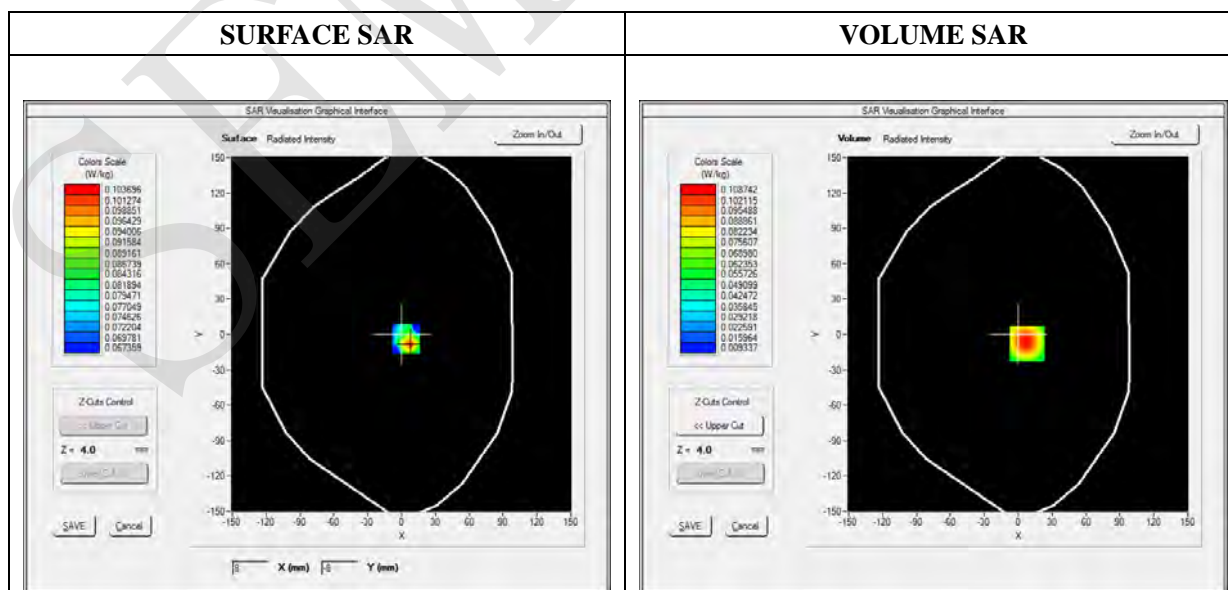 SURFACE SAR
SAR Visualisation Graphical Interface
Surface Radiated Intensity
Zoom In/Out
Colors Scale
(W/kg)
0.103696
0.101274
0.098851
0.096429
0.094006
0.091584
0.089161
0.086739
0.084316
0.081894
0.079471
0.077049
0.074626
0.072204
0.069781
0.067359
150
120
90
60
30
0
-30
-60
-90
-120
-150
Y
-150 -120 -90 -60 -30 0 30 60 90 120 150
X
Z-Cuts Control
<< Upper Cut
Z = 4.0 mm
SAVE Cancel
8 X (mm) -8 Y (mm)
VOLUME SAR
SAR Visualisation Graphical Interface
Volume Radiated Intensity
Zoom In/Out
Colors Scale
(W/kg)
0.108742
0.102115
0.095488
0.088861
0.082234
0.075607
0.068980
0.062353
0.055726
0.049099
0.042472
0.035845
0.029218
0.022591
0.015964
0.009337
150
120
90
60
30
0
-30
-60
-90
-120
-150
Y
-150 -120 -90 -60 -30 0 30 60 90 120 150
X
Z-Cuts Control
<< Upper Cut
Z = 4.0 mm
SAVE Cancel